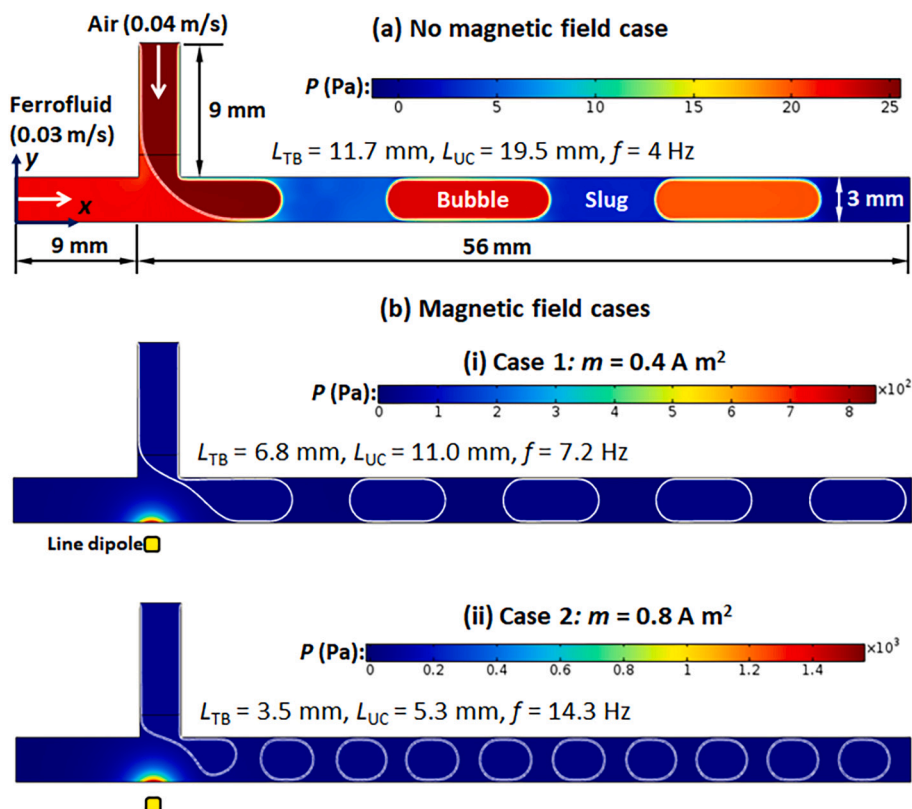 Air (0.04 m/s)
(a) No magnetic field case
P (Pa):
0 5 10 15 20 25
9 mm
Ferrofluid
(0.03 m/s)
L_TB = 11.7 mm, L_UC = 19.5 mm, f = 4 Hz
y
x
Bubble
Slug
3 mm
9 mm
56 mm
(b) Magnetic field cases
(i) Case 1: m = 0.4 A m²
P (Pa):
×10²
0 1 2 3 4 5 6 7 8
L_TB = 6.8 mm, L_UC = 11.0 mm, f = 7.2 Hz
Line dipole
(ii) Case 2: m = 0.8 A m²
P (Pa):
×10³
0 0.2 0.4 0.6 0.8 1 1.2 1.4
L_TB = 3.5 mm, L_UC = 5.3 mm, f = 14.3 Hz